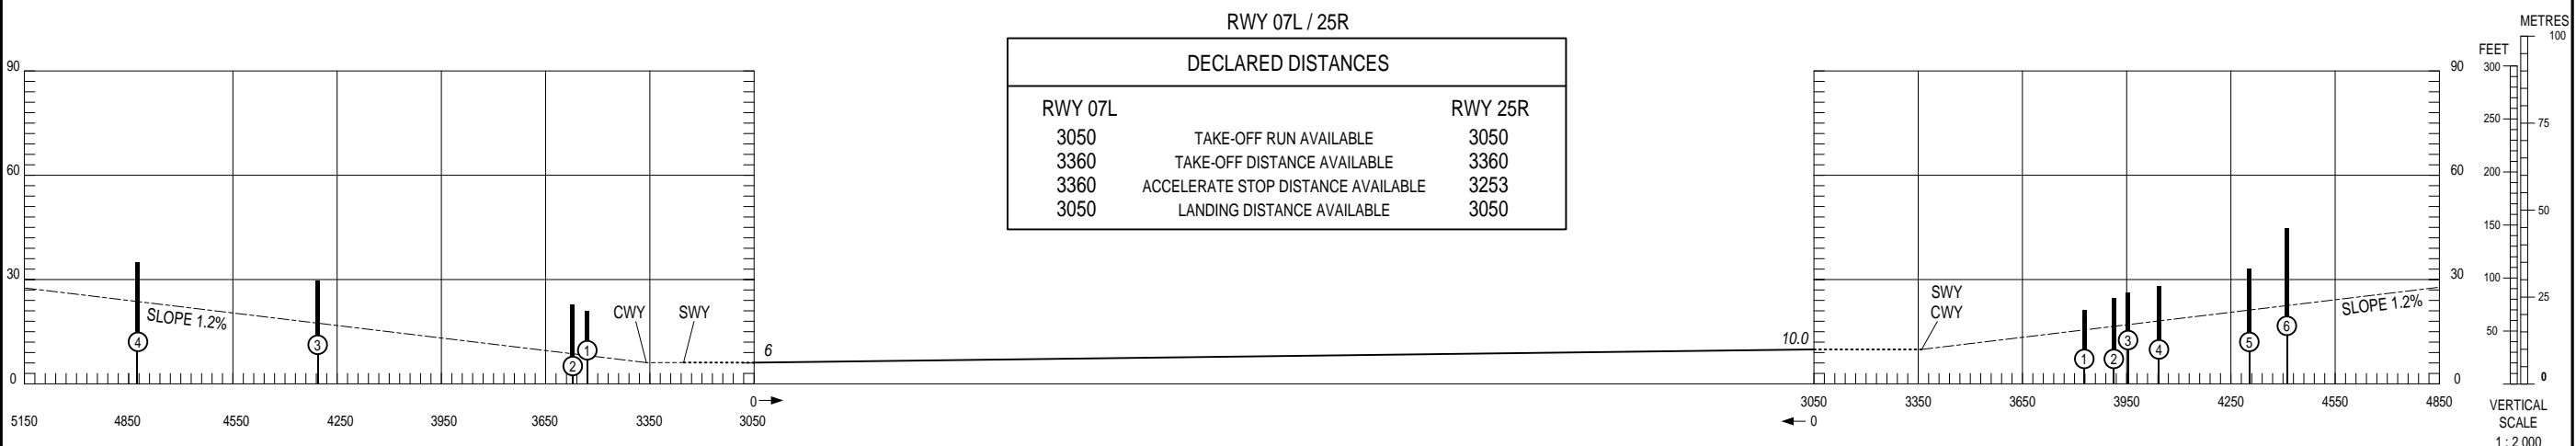 RWY 07L / 25R
DECLARED DISTANCES
RWY 07L RWY 25R
3050 TAKE-OFF RUN AVAILABLE 3050
3360 TAKE-OFF DISTANCE AVAILABLE 3360
3360 ACCELERATE STOP DISTANCE AVAILABLE 3253
3050 LANDING DISTANCE AVAILABLE 3050
90
60
30
0
SLOPE 1.2%
4
3
2
1
CWY
SWY
6
0
5150 4850 4550 4250 3950 3650 3350 3050
10.0
SWY
CWY
1
2
3
4
5
6
SLOPE 1.2%
90
60
30
0
3050 3350 3650 3950 4250 4550 4850
0
METRES
FEET
100
300
250
75
200
50
150
100
25
50
0
VERTICAL
SCALE
1 : 2 000